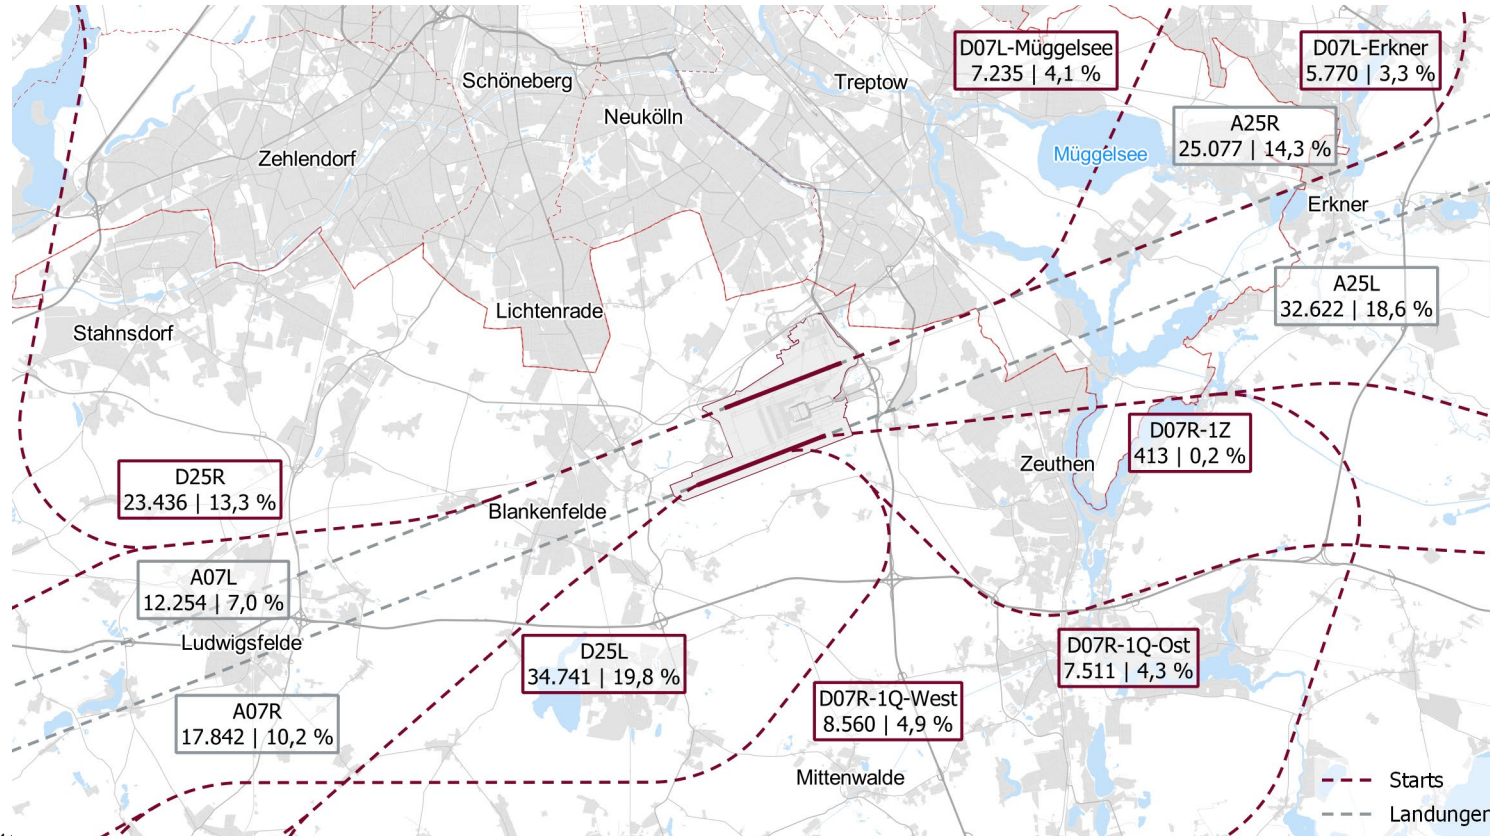 D07L-Müggelsee
7.235 | 4,1 %
D07L-Erkner
5.770 | 3,3 %
Schöneberg
Treptow
Neukölln
A25R
25.077 | 14,3 %
Zehlendorf
Müggelsee
Erkner
A25L
32.622 | 18,6 %
Lichtenrade
Stahnsdorf
D07R-1Z
413 | 0,2 %
Zeuthen
D25R
23.436 | 13,3 %
Blankenfelde
A07L
12.254 | 7,0 %
Ludwigsfelde
D25L
34.741 | 19,8 %
D07R-1Q-Ost
7.511 | 4,3 %
D07R-1Q-West
8.560 | 4,9 %
A07R
17.842 | 10,2 %
Mittenwalde
Starts
Landungen